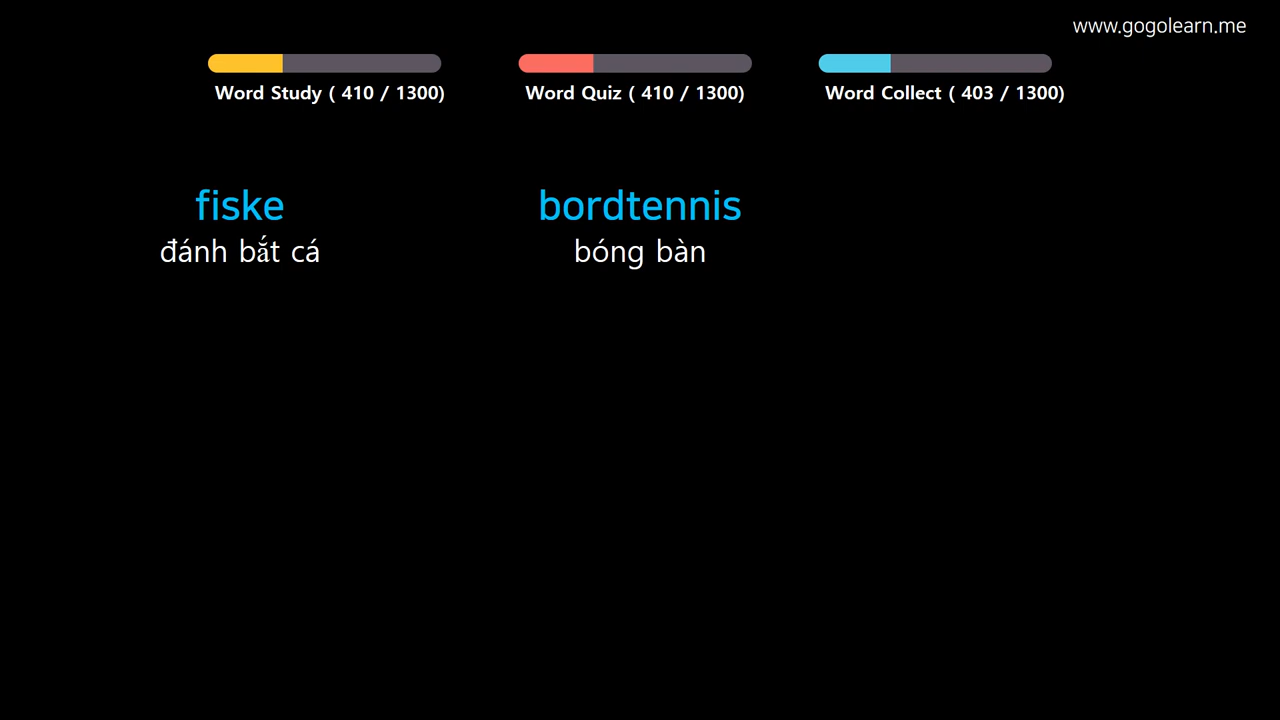 www.gogolearn.me
Word Study ( 410 / 1300)
Word Quiz ( 410 / 1300)
Word Collect ( 403 / 1300)
fiske
đánh bắt cá
bordtennis
bóng bàn